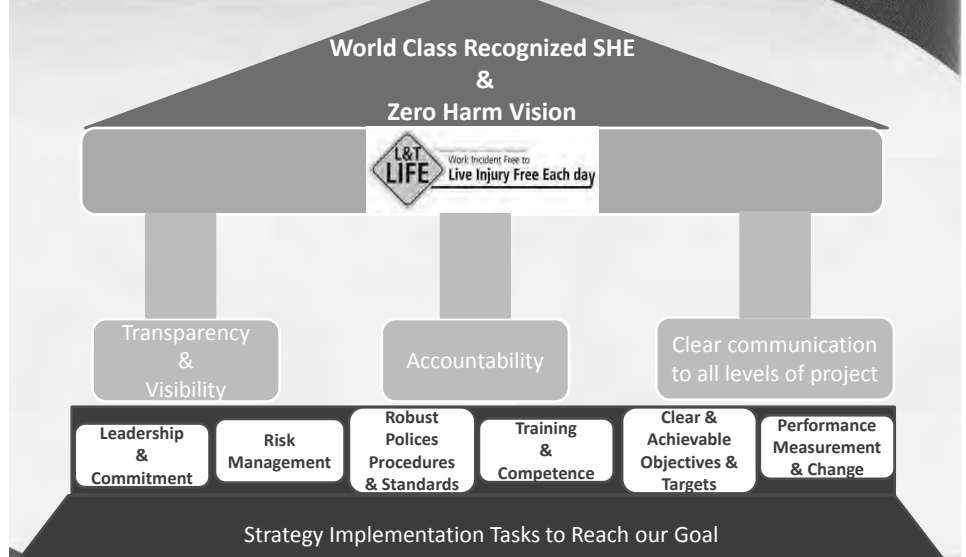 World Class Recognized SHE
&
Zero Harm Vision
L&T
LIFE
Work Incident Free to
Live Injury Free Each day
Transparency
&
Visibility
Accountability
Clear communication
to all levels of project
Leadership
&
Commitment
Risk
Management
Robust
Polices
Procedures
& Standards
Training
&
Competence
Clear &
Achievable
Objectives &
Targets
Performance
Measurement
& Change
Strategy Implementation Tasks to Reach our Goal